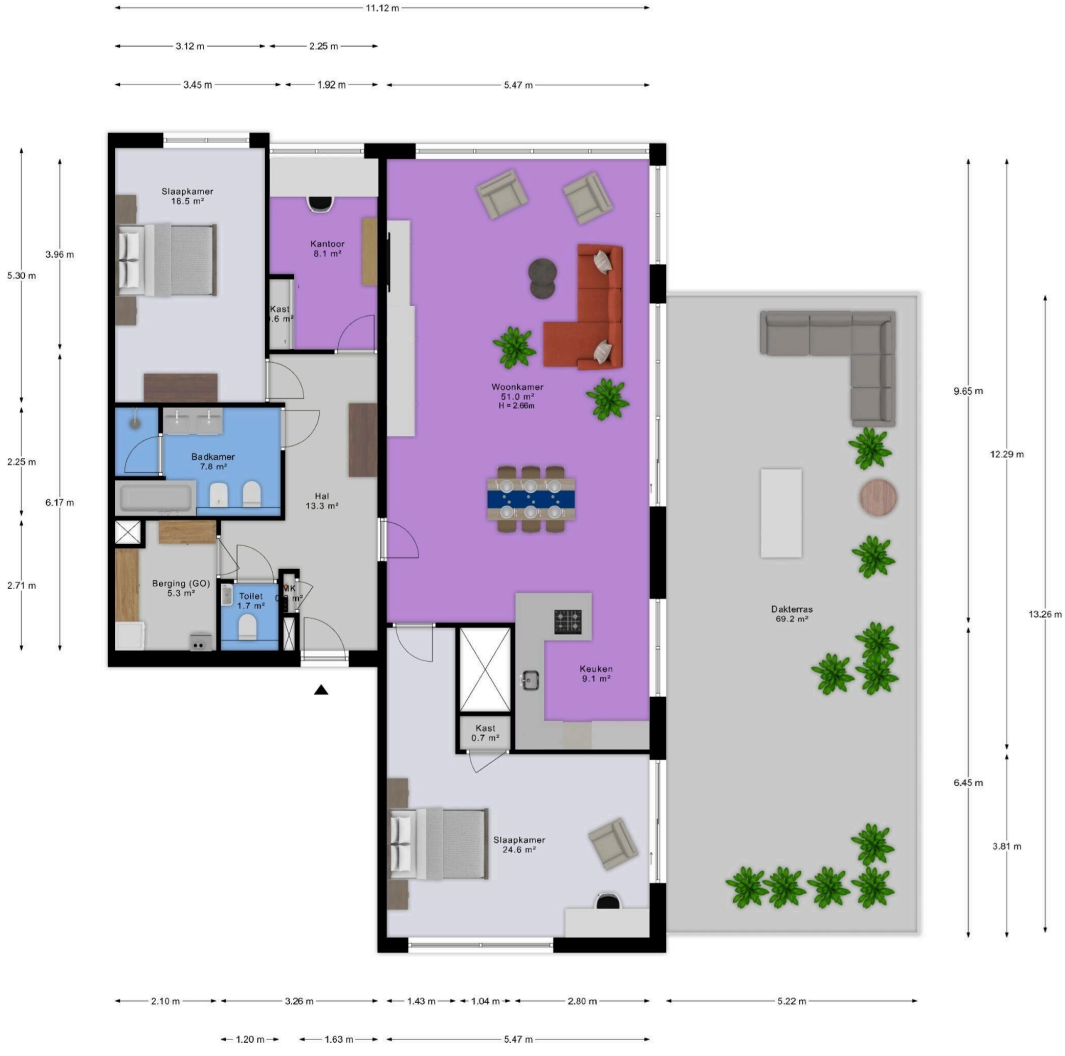 11.12 m
3.12 m
2.25 m
3.45 m
1.92 m
5.47 m
Slaapkamer
16.5 m²
Kantoor
8.1 m²
3.96 m
5.30 m
Kast
Woonkamer
51.0 m²
H = 2.66m
9.65 m
Badkamer
7.8 m²
2.25 m
12.29 m
Hal
13.3 m²
6.17 m
2.71 m
Berging (GO)
5.3 m²
Toilet
1.7 m²
Dakterras
69.2 m²
13.26 m
Keuken
9.1 m²
Kast
0.7 m²
6.45 m
Slaapkamer
24.6 m²
3.81 m
2.10 m
3.26 m
1.43 m
1.04 m
2.80 m
5.22 m
1.20 m
1.63 m
5.47 m